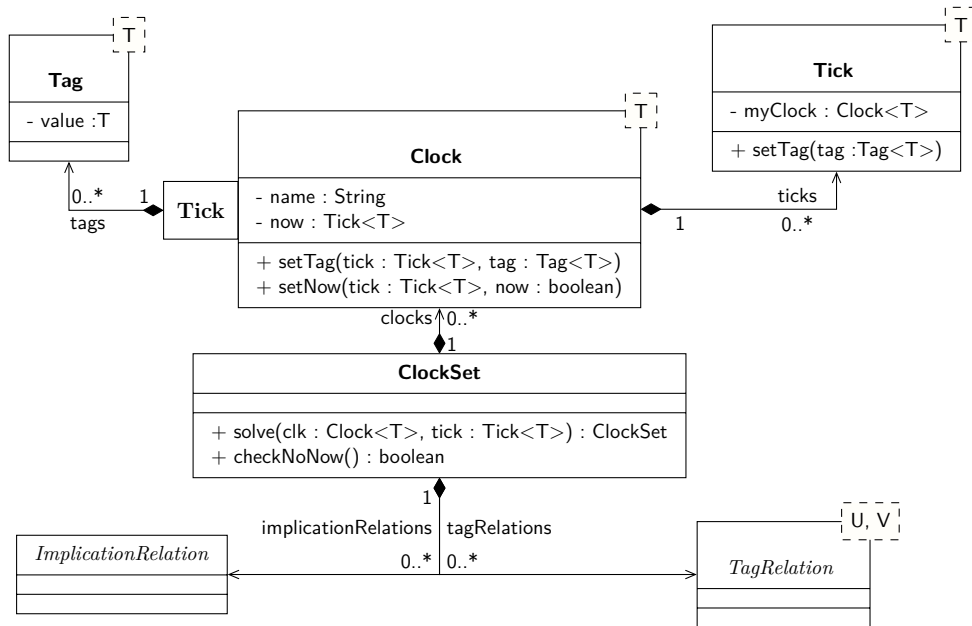 T
Tag
- value :T
T
Tick
- myClock : Clock<T>
+ setTag(tag :Tag<T>)
T
Clock
- name : String
- now : Tick<T>
+ setTag(tick : Tick<T>, tag : Tag<T>)
+ setNow(tick : Tick<T>, now : boolean)
0..* 1
tags
Tick
ticks
1 0..*
clocks 0..*
1
ClockSet
+ solve(clk : Clock<T>, tick : Tick<T>) : ClockSet
+ checkNoNow() : boolean
1
implicationRelations tagRelations
0..* 0..*
ImplicationRelation
U, V
TagRelation